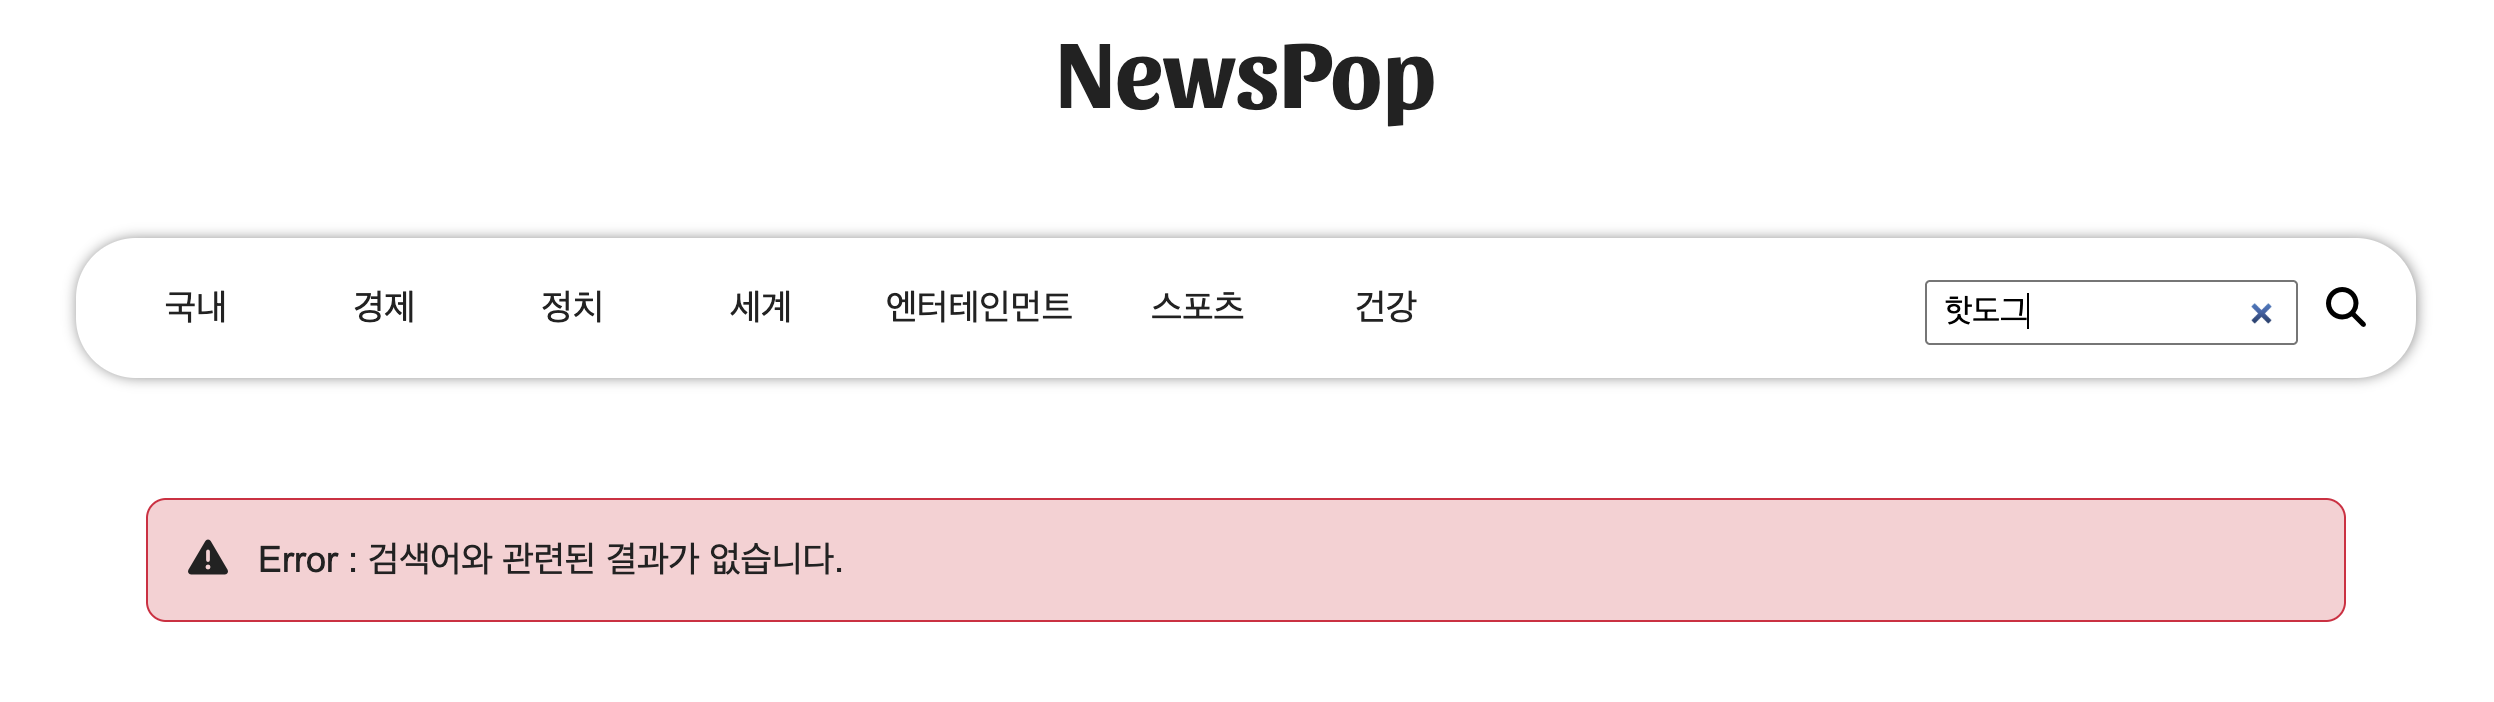 NewsPop
국내 경제 정치 세계 엔터테인먼트 스포츠 건강 핫도그
Error : 검색어와 관련된 결과가 없습니다.